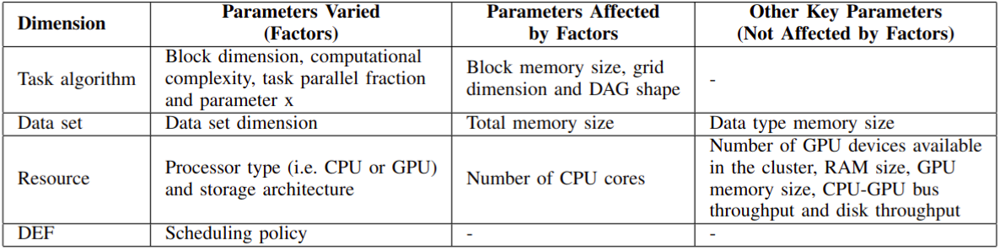 Dimension
Parameters Varied
(Factors)
Parameters Affected
by Factors
Other Key Parameters
(Not Affected by Factors)
Task algorithm
Block dimension, computational
complexity, task parallel fraction
and parameter x
Block memory size, grid
dimension and DAG shape
-
Data set
Data set dimension
Total memory size
Data type memory size
Resource
Processor type (i.e. CPU or GPU)
and storage architecture
Number of CPU cores
Number of GPU devices available
in the cluster, RAM size, GPU
memory size, CPU-GPU bus
throughput and disk throughput
DEF
Scheduling policy
-
-